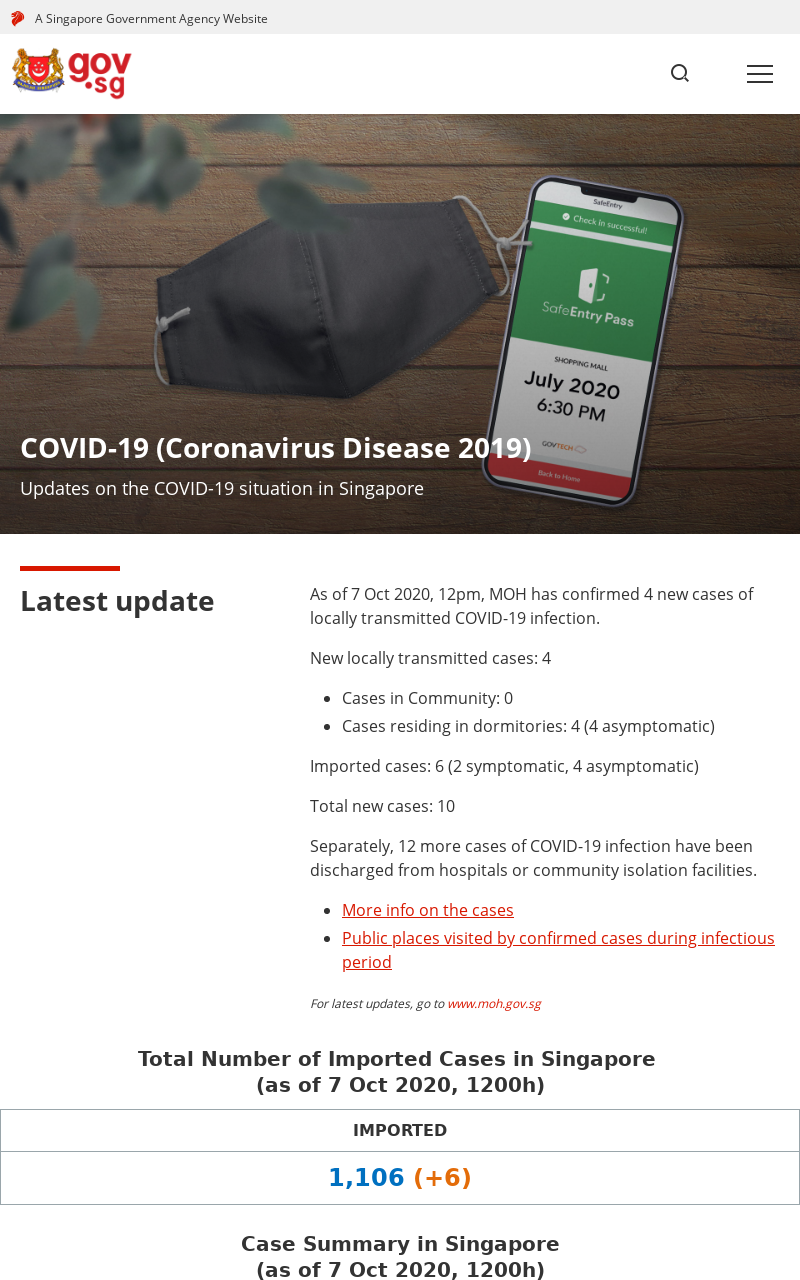 A Singapore Government Agency Website
gov
.sg
SafeEntry
Check in successful!
SafeEntry Pass
SHOPPING MALL
July 2020
6:30 PM
GOVTECH
Back to Home
COVID-19 (Coronavirus Disease 2019)
Updates on the COVID-19 situation in Singapore
Latest update
As of 7 Oct 2020, 12pm, MOH has confirmed 4 new cases of
locally transmitted COVID-19 infection.
New locally transmitted cases: 4
Cases in Community: 0
Cases residing in dormitories: 4 (4 asymptomatic)
Imported cases: 6 (2 symptomatic, 4 asymptomatic)
Total new cases: 10
Separately, 12 more cases of COVID-19 infection have been
discharged from hospitals or community isolation facilities.
More info on the cases
Public places visited by confirmed cases during infectious
period
For latest updates, go to www.moh.gov.sg
Total Number of Imported Cases in Singapore
(as of 7 Oct 2020, 1200h)
IMPORTED
1,106 (+6)
Case Summary in Singapore
(as of 7 Oct 2020, 1200h)